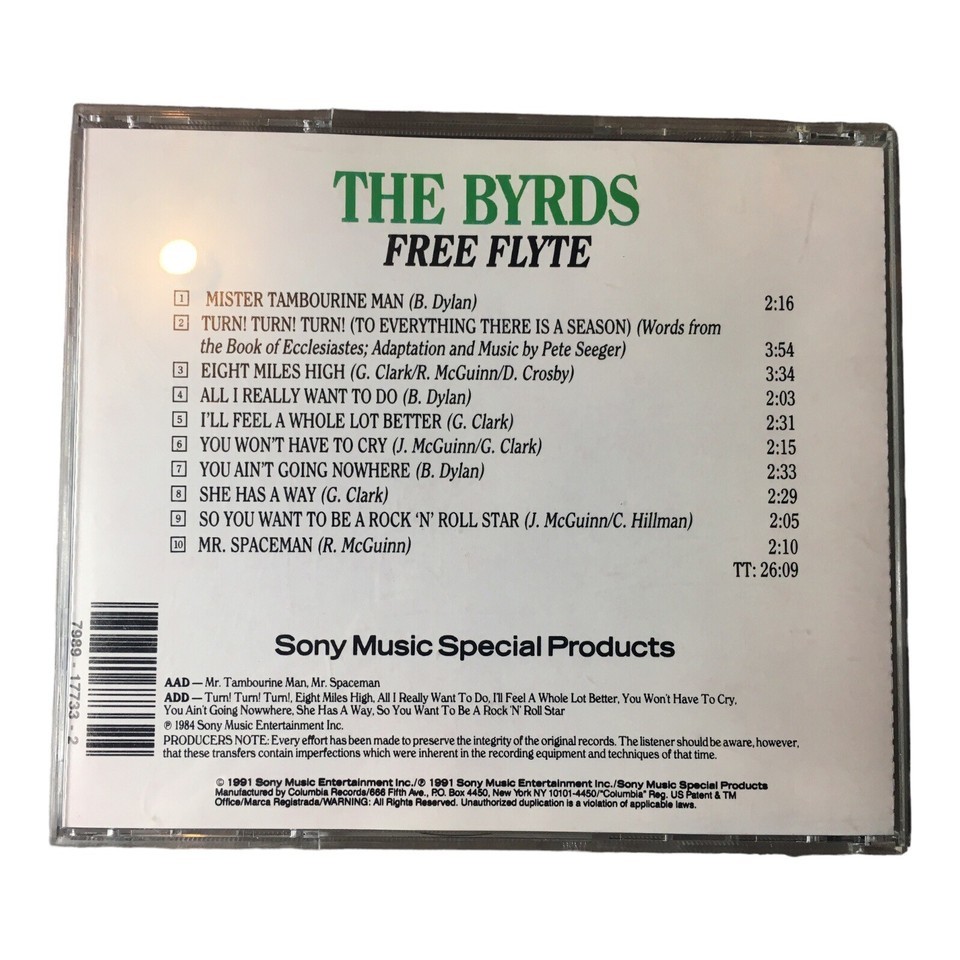 THE BYRDS
FREE FLYTE
1 MISTER TAMBOURINE MAN (B. Dylan) 2:16
2 TURN! TURN! TURN! (TO EVERYTHING THERE IS A SEASON) (Words from
the Book of Ecclesiastes; Adaptation and Music by Pete Seeger) 3:54
3 EIGHT MILES HIGH (G. Clark/R. McGuinn/D. Crosby) 3:34
4 ALL I REALLY WANT TO DO (B. Dylan) 2:03
5 I'LL FEEL A WHOLE LOT BETTER (G. Clark) 2:31
6 YOU WON'T HAVE TO CRY (J. McGuinn/G. Clark) 2:15
7 YOU AIN'T GOING NOWHERE (B. Dylan) 2:33
8 SHE HAS A WAY (G. Clark) 2:29
9 SO YOU WANT TO BE A ROCK 'N' ROLL STAR (J. McGuinn/C. Hillman) 2:05
10 MR. SPACEMAN (R. McGuinn) 2:10
TT: 26:09
7989 - 17733 - 2
Sony Music Special Products
AAD — Mr. Tambourine Man, Mr. Spaceman
ADD — Turn! Turn! Turn!, Eight Miles High, All I Really Want To Do, I'll Feel A Whole Lot Better, You Won't Have To Cry,
You Ain't Going Nowwhere, She Has A Way, So You Want To Be A Rock 'N' Roll Star
℗ 1984 Sony Music Entertainment Inc.
PRODUCERS NOTE: Every effort has been made to preserve the integrity of the original records. The listener should be aware, however,
that these transfers contain imperfections which were inherent in the recording equipment and techniques of that time.
© 1991 Sony Music Entertainment Inc./℗ 1991 Sony Music Entertainment Inc./Sony Music Special Products
Manufactured by Columbia Records/666 Fifth Ave., P.O. Box 4450, New York NY 10101-4450/"Columbia" Reg. US Patent & TM
Office/Marca Registrada/WARNING: All Rights Reserved. Unauthorized duplication is a violation of applicable laws.